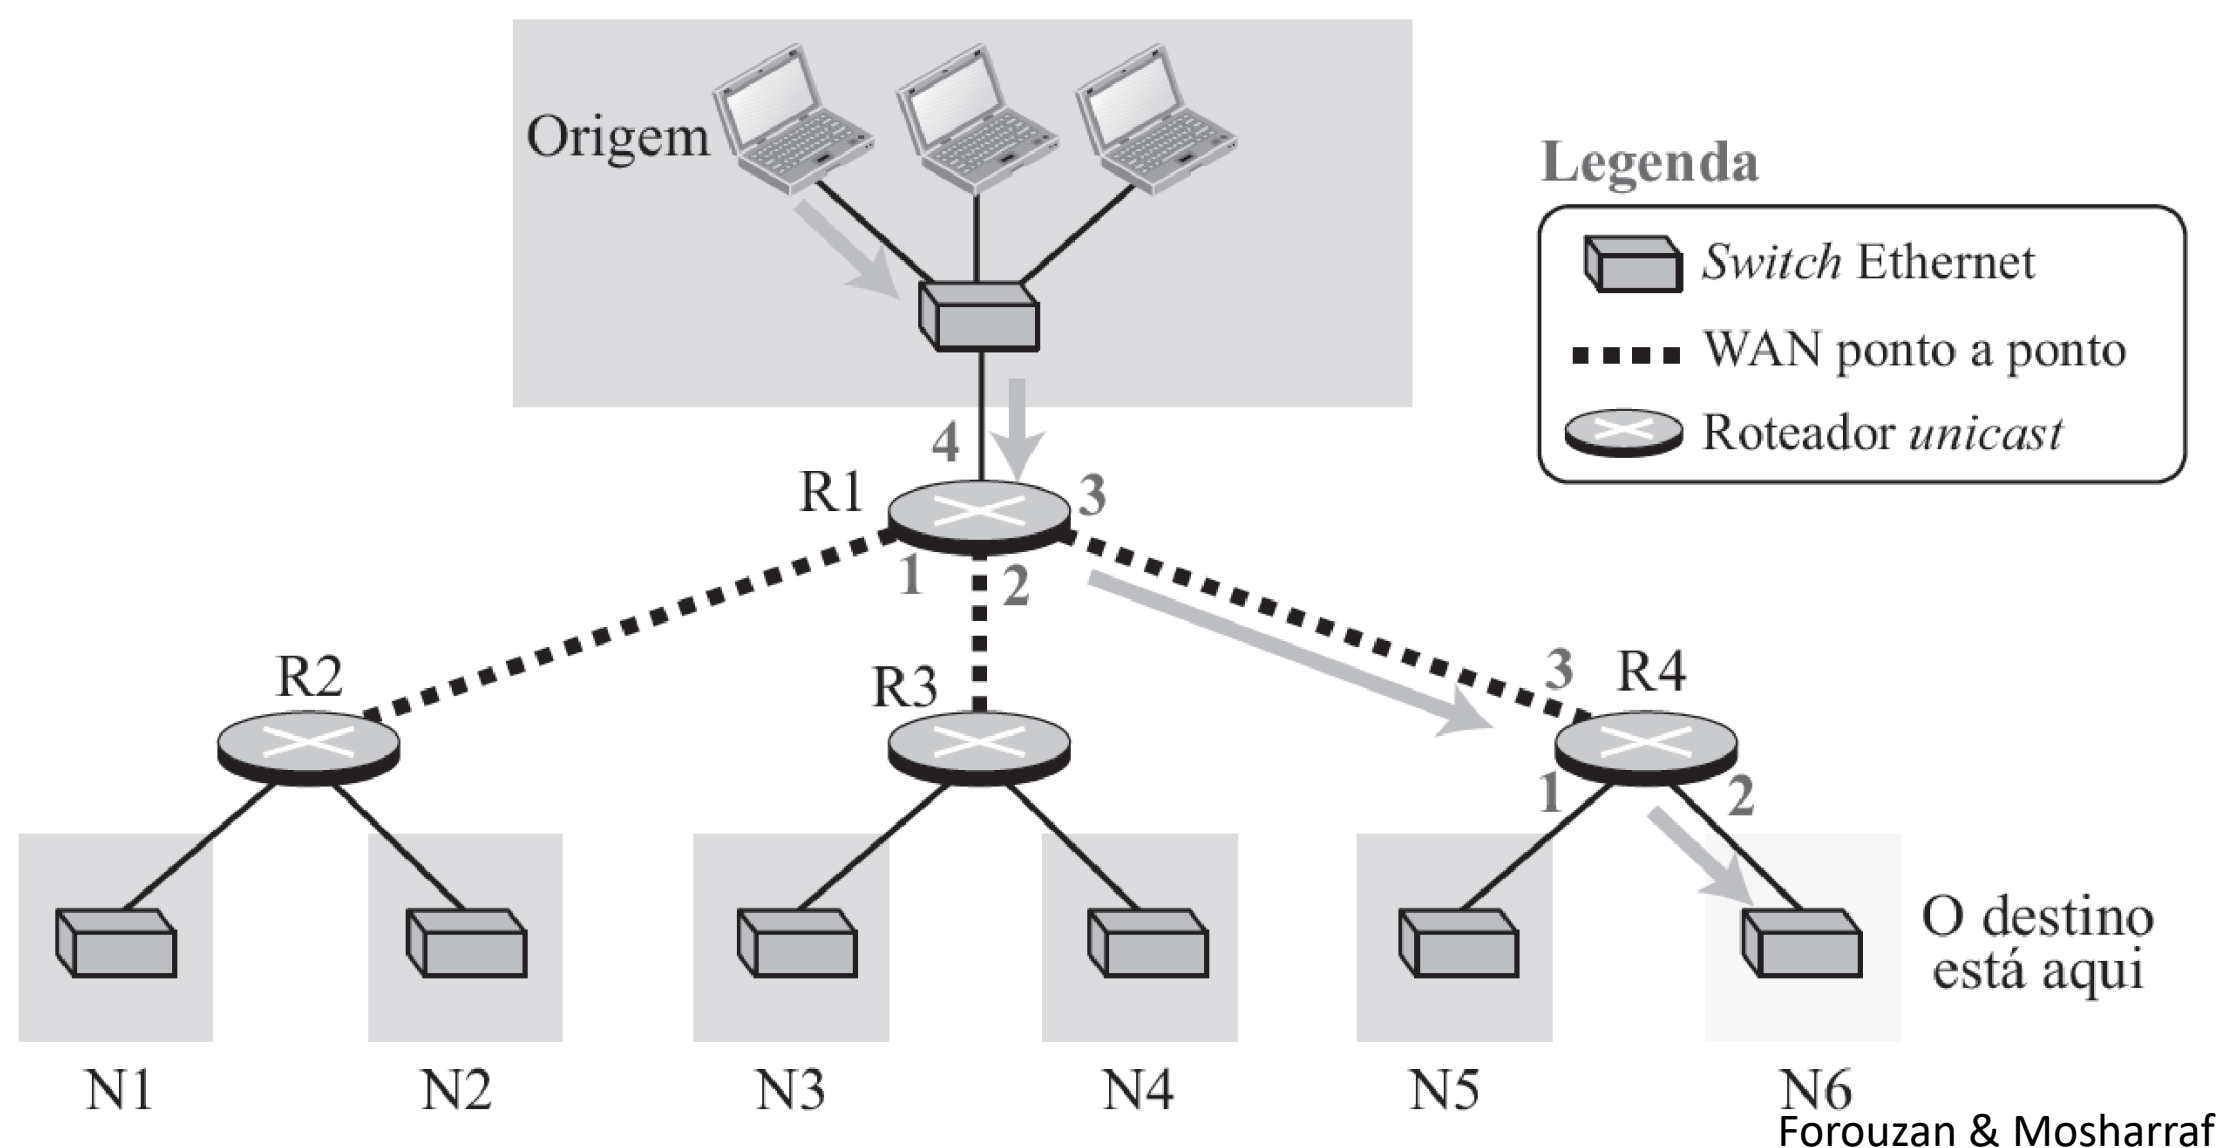 Origem
Legenda
Switch Ethernet
WAN ponto a ponto
Roteador unicast
4
R1
3
1
2
R2
R3
3
R4
1
2
O destino
está aqui
N1
N2
N3
N4
N5
N6
Forouzan & Mosharraf